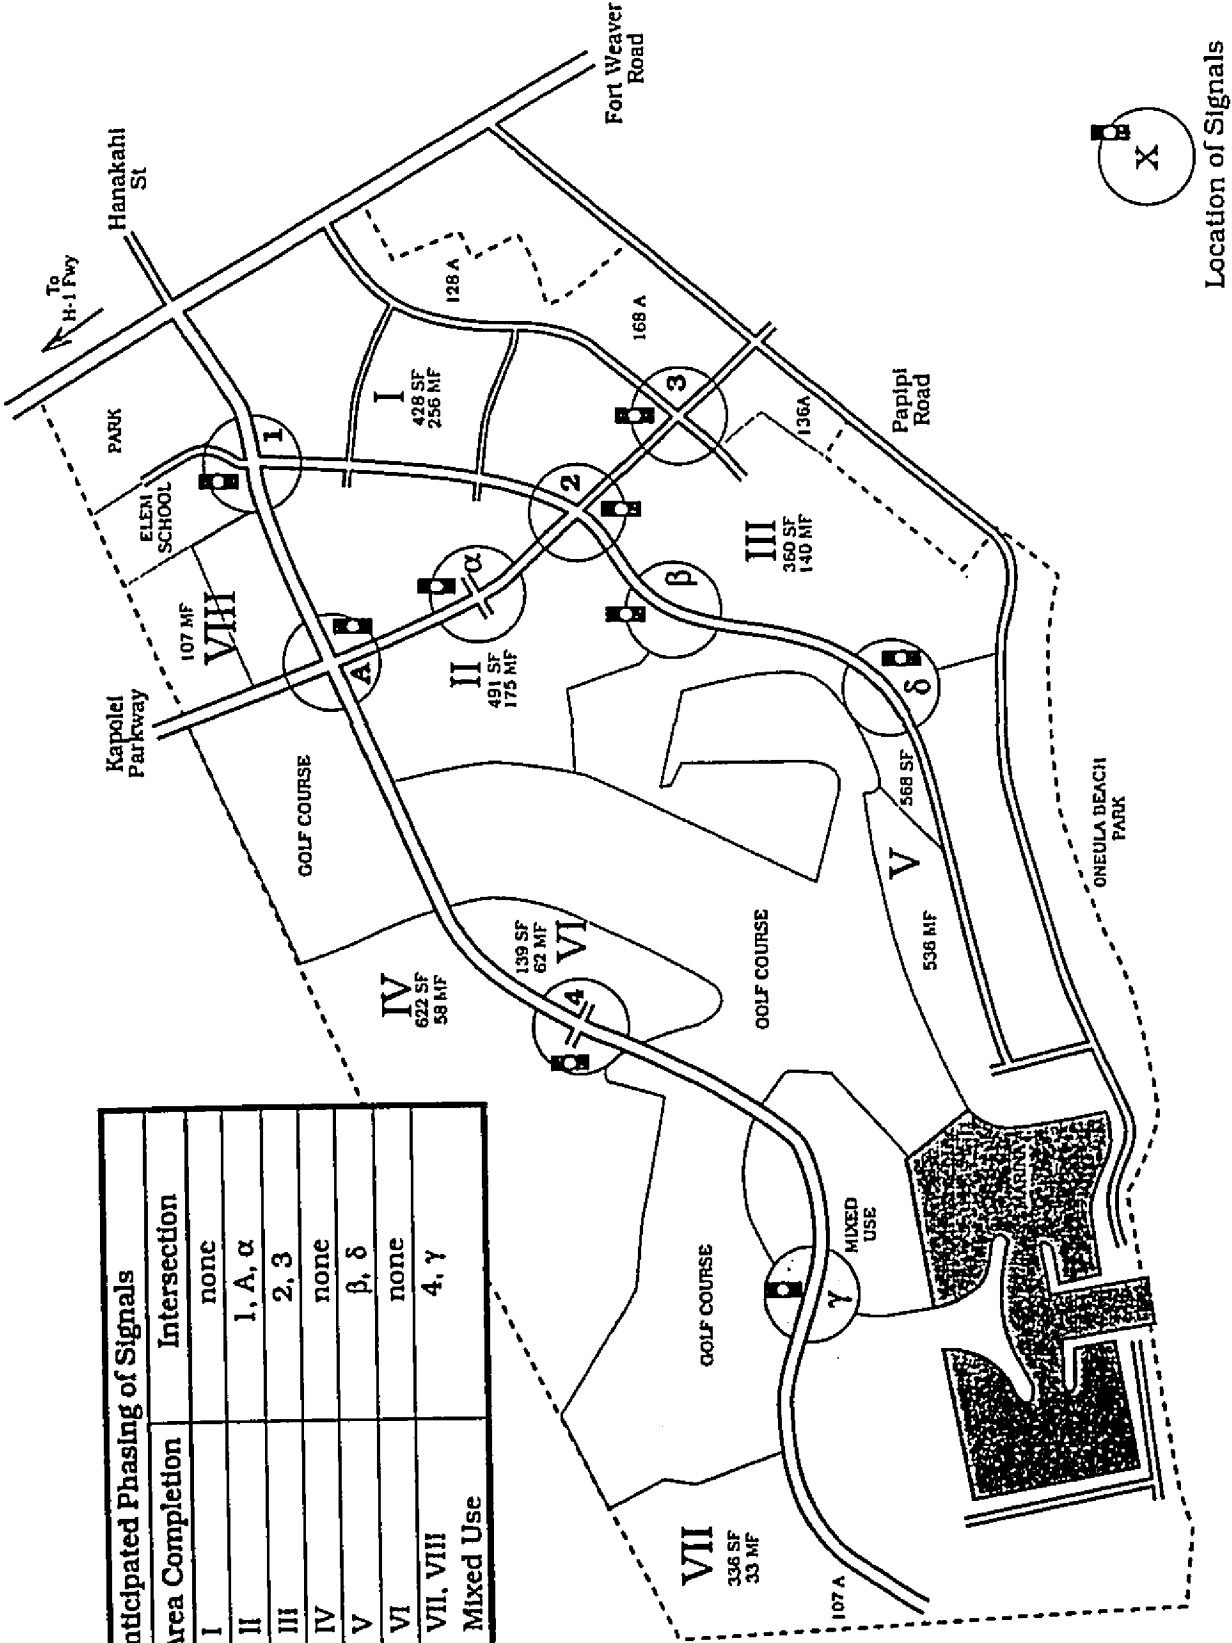 nticipated Phasing of Signals
Area Completion Intersection
I none
II 1, A, α
III 2, 3
IV none
V β, δ
VI none
VII, VIII 4, γ
Mixed Use
To
H-1 Fwy
Hanakahi
St
Fort Weaver
Road
PARK
ELEM
SCHOOL
1
107 MF
VIII
Kapolei
Parkway
A
α
2
3
I
428 SF
256 MF
128 A
168 A
136A
Papipi
Road
II
491 SF
175 MF
III
360 SF
140 MF
β
δ
GOLF COURSE
IV
622 SF
58 MF
139 SF
62 MF
VI
4
GOLF COURSE
568 SF
V
536 MF
ONEULA BEACH
PARK
GOLF COURSE
MIXED
USE
γ
MARINA
VII
336 SF
33 MF
107 A
X
Location of Signals